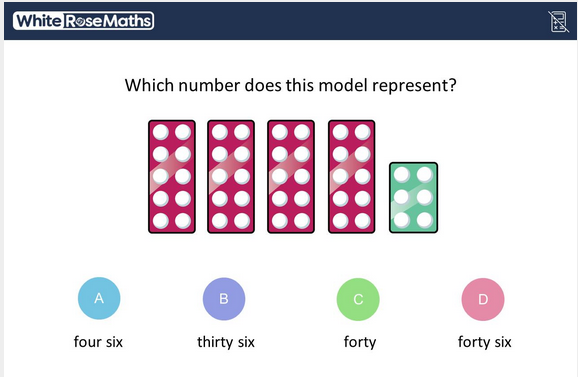 White Rose Maths
Which number does this model represent?
A
B
C
D
four six
thirty six
forty
forty six